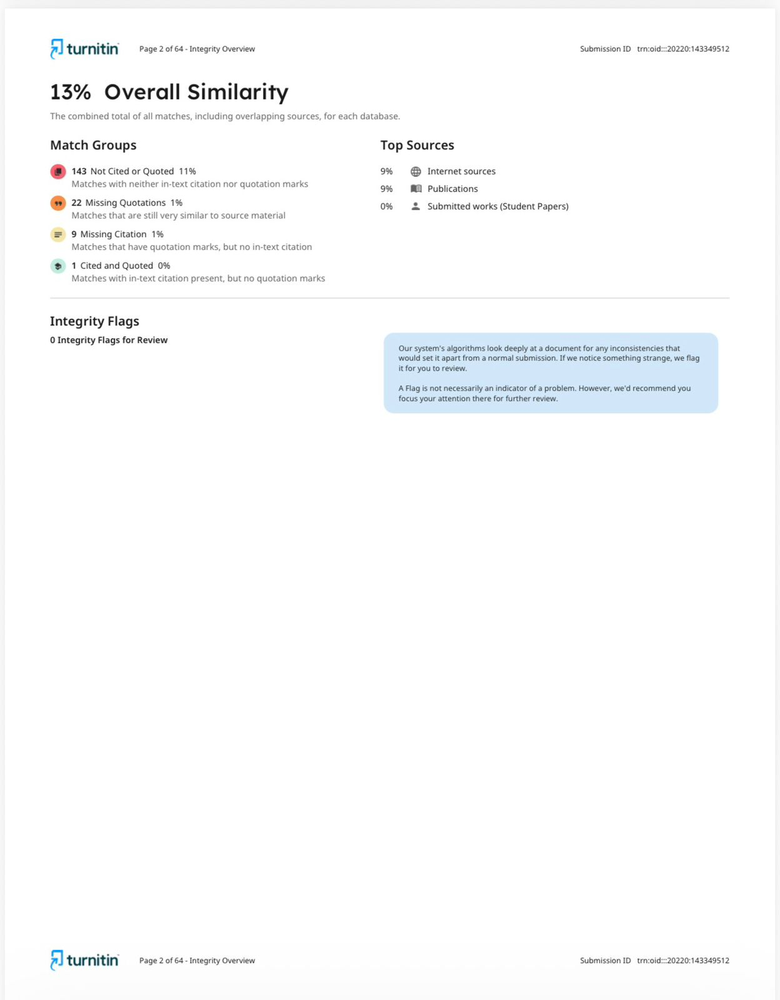 turnitin Page 2 of 64 - Integrity Overview Submission ID trn:oid:::20220:143349512
13% Overall Similarity
The combined total of all matches, including overlapping sources, for each database.
Match Groups
143 Not Cited or Quoted 11%
Matches with neither in-text citation nor quotation marks
22 Missing Quotations 1%
Matches that are still very similar to source material
9 Missing Citation 1%
Matches that have quotation marks, but no in-text citation
1 Cited and Quoted 0%
Matches with in-text citation present, but no quotation marks
Top Sources
9% Internet sources
9% Publications
0% Submitted works (Student Papers)
Integrity Flags
0 Integrity Flags for Review
Our system's algorithms look deeply at a document for any inconsistencies that
would set it apart from a normal submission. If we notice something strange, we flag
it for you to review.
A Flag is not necessarily an indicator of a problem. However, we'd recommend you
focus your attention there for further review.
turnitin Page 2 of 64 - Integrity Overview Submission ID trn:oid:::20220:143349512